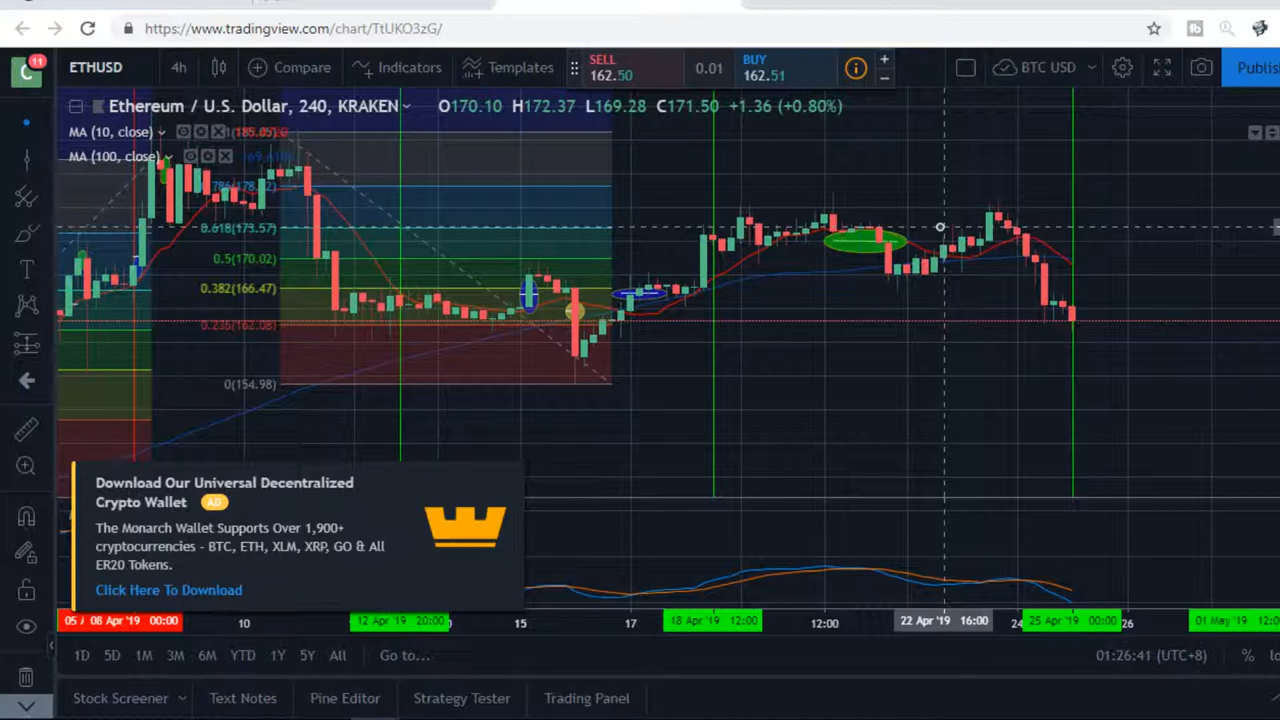 https://www.tradingview.com/chart/TtUKO3zG/
11
C
ETHUSD 4h Compare Indicators Templates
SELL
162.50
0.01
BUY
162.51
BTC USD
Publis
Ethereum / U.S. Dollar, 240, KRAKEN O170.10 H172.37 L169.28 C171.50 +1.36 (+0.80%)
MA (10, close)
MA (100, close)
0.618(173.57)
0.5(170.02)
0.382(166.47)
0.236(162.08)
0(154.98)
Download Our Universal Decentralized
Crypto Wallet AD
The Monarch Wallet Supports Over 1,900+
cryptocurrencies - BTC, ETH, XLM, XRP, GO & All
ER20 Tokens.
Click Here To Download
05 A 08 Apr '19 00:00 10 12 Apr '19 20:00 15 17 18 Apr '19 12:00 12:00 22 Apr '19 16:00 24 25 Apr '19 00:00 26 01 May '19 12:0
1D 5D 1M 3M 6M YTD 1Y 5Y All Go to... 01:26:41 (UTC+8) % lo
Stock Screener Text Notes Pine Editor Strategy Tester Trading Panel